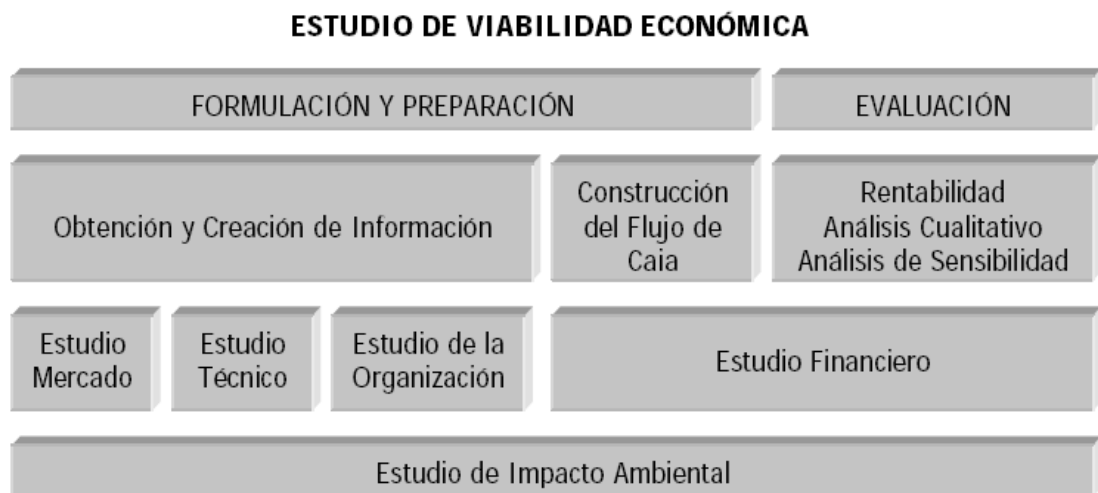 ESTUDIO DE VIABILIDAD ECONÓMICA
FORMULACIÓN Y PREPARACIÓN
EVALUACIÓN
Obtención y Creación de Información
Construcción
del Flujo de
Caia
Rentabilidad
Análisis Cualitativo
Análisis de Sensibilidad
Estudio
Mercado
Estudio
Técnico
Estudio de la
Organización
Estudio Financiero
Estudio de Impacto Ambiental